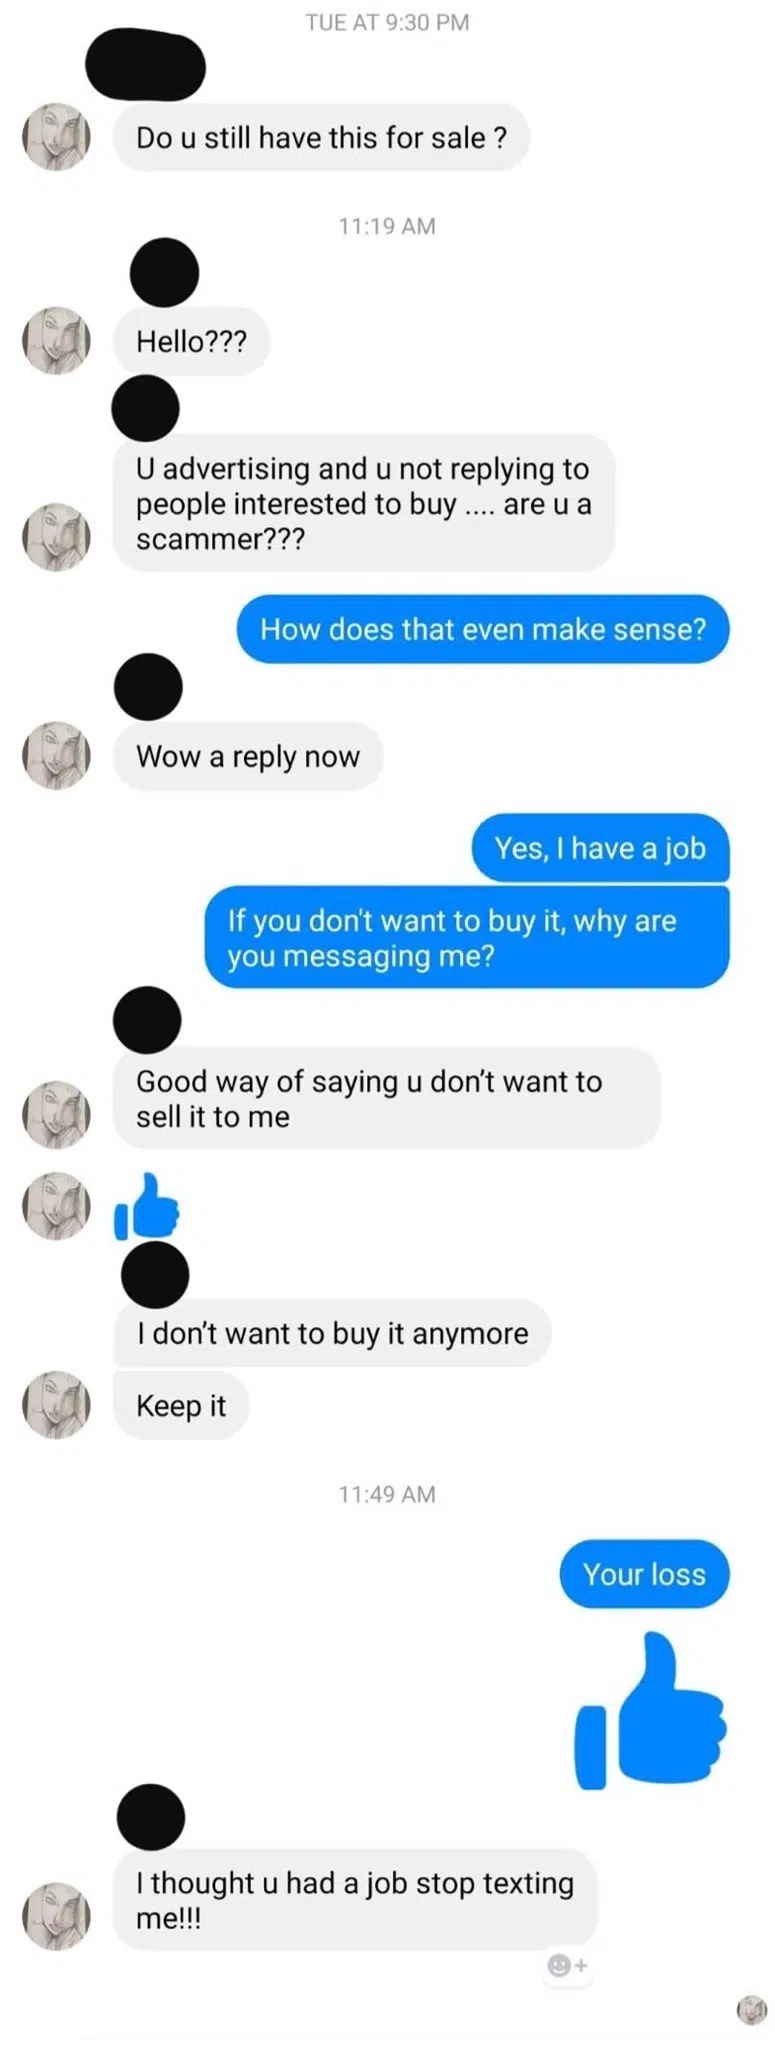 TUE AT 9:30 PM
Do u still have this for sale ?
11:19 AM
Hello???
U advertising and u not replying to
people interested to buy .... are u a
scammer???
How does that even make sense?
Wow a reply now
Yes, I have a job
If you don't want to buy it, why are
you messaging me?
Good way of saying u don’t want to
sell it to me
I don’t want to buy it anymore
Keep it
11:49 AM
Your loss
I thought u had a job stop texting
me!!!